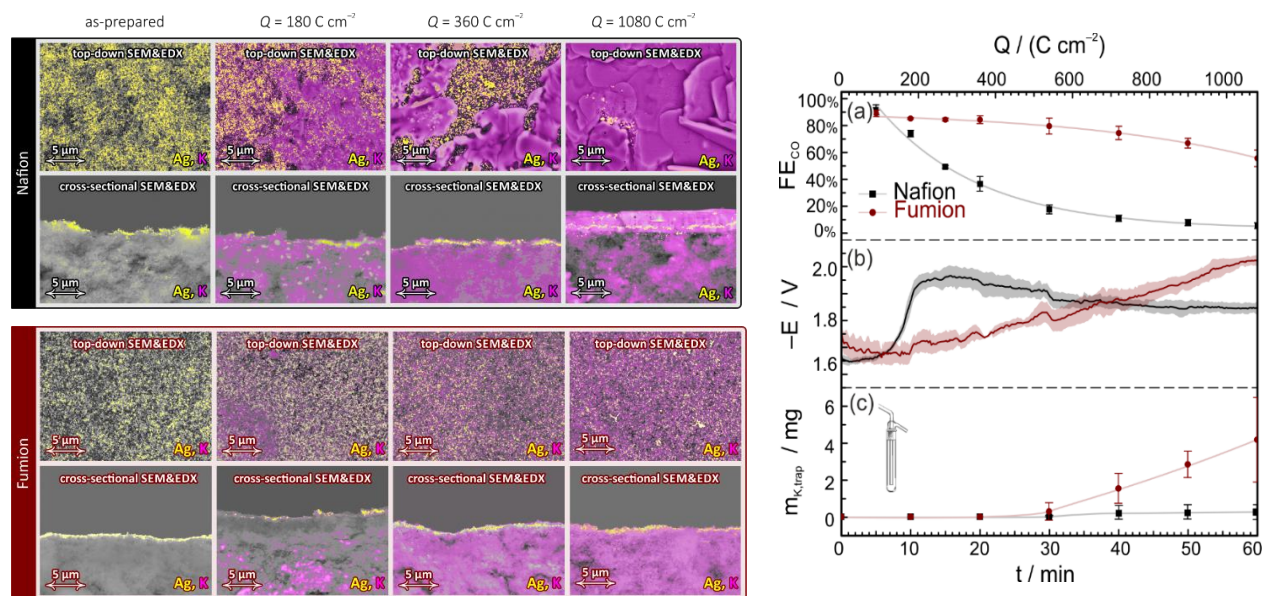 as-prepared
Q = 180 C cm⁻²
Q = 360 C cm⁻²
Q = 1080 C cm⁻²
Nafion
top-down SEM&EDX
5 µm
Ag, K
top-down SEM&EDX
5 µm
Ag, K
top-down SEM&EDX
5 µm
Ag, K
top-down SEM&EDX
5 µm
Ag, K
cross-sectional SEM&EDX
5 µm
Ag, K
cross-sectional SEM&EDX
5 µm
Ag, K
cross-sectional SEM&EDX
5 µm
Ag, K
cross-sectional SEM&EDX
5 µm
Ag, K
Fumion
top-down SEM&EDX
5 µm
Ag, K
top-down SEM&EDX
5 µm
Ag, K
top-down SEM&EDX
5 µm
Ag, K
top-down SEM&EDX
5 µm
Ag, K
cross-sectional SEM&EDX
5 µm
Ag, K
cross-sectional SEM&EDX
5 µm
Ag, K
cross-sectional SEM&EDX
5 µm
Ag, K
cross-sectional SEM&EDX
5 µm
Ag, K
Q / (C cm⁻²)
0 200 400 600 800 1000
(a)
FE_CO
100%
80%
60%
40%
20%
0%
Nafion
Fumion
(b)
–E / V
2.0
1.8
1.6
(c)
m_K,trap / mg
6
4
2
0
0 10 20 30 40 50 60
t / min